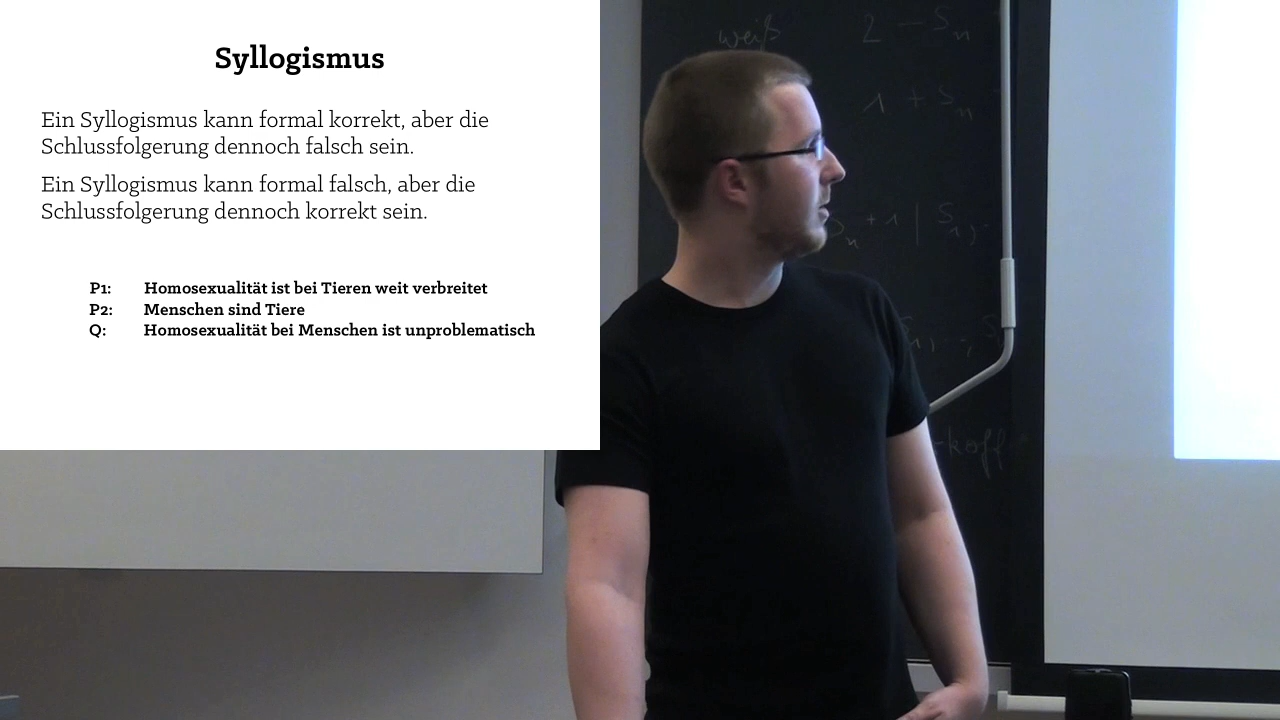 Syllogismus
Ein Syllogismus kann formal korrekt, aber die
Schlussfolgerung dennoch falsch sein.
Ein Syllogismus kann formal falsch, aber die
Schlussfolgerung dennoch korrekt sein.
P1: Homosexualität ist bei Tieren weit verbreitet
P2: Menschen sind Tiere
Q: Homosexualität bei Menschen ist unproblematisch
weiß 2 – Sn
1 + Sn